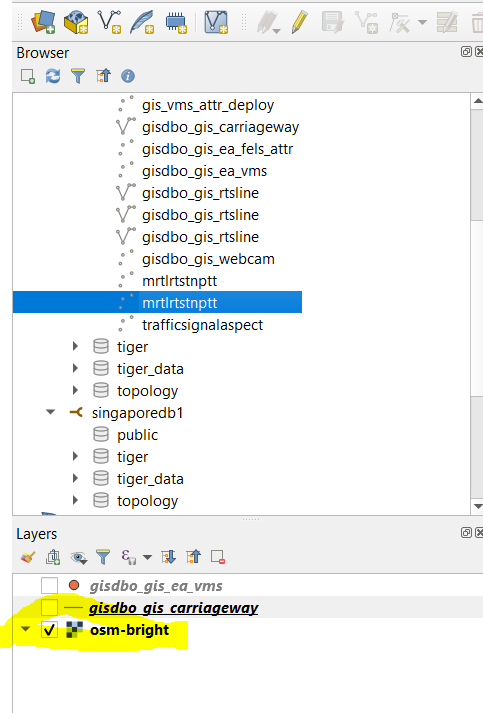 Browser
gis_vms_attr_deploy
gisdbo_gis_carriageway
gisdbo_gis_ea_fels_attr
gisdbo_gis_ea_vms
gisdbo_gis_rtsline
gisdbo_gis_rtsline
gisdbo_gis_rtsline
gisdbo_gis_webcam
mrtlrtstnptt
mrtlrtstnptt
trafficsignalaspect
tiger
tiger_data
topology
singaporedb1
public
tiger
tiger_data
topology
Layers
gisdbo_gis_ea_vms
gisdbo_gis_carriageway
osm-bright